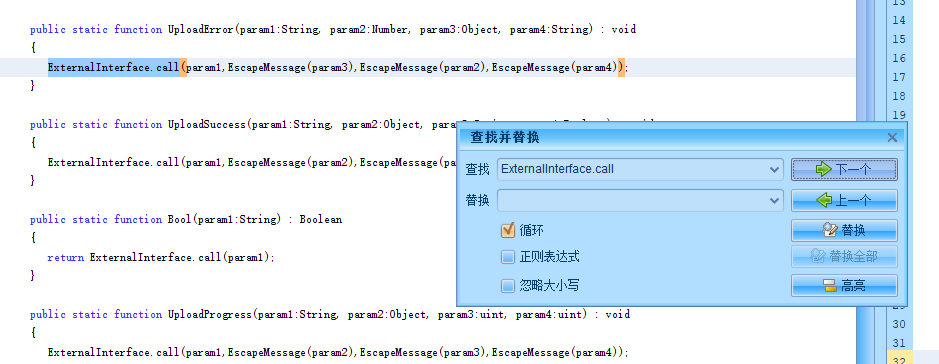 public static function UploadError(param1:String, param2:Number, param3:Object, param4:String) : void
{
ExternalInterface.call(param1,EscapeMessage(param3),EscapeMessage(param2),EscapeMessage(param4));
}
public static function UploadSuccess(param1:String, param2:Object,
{
ExternalInterface.call(param1,EscapeMessage(param2),EscapeMessage(pa
}
public static function Bool(param1:String) : Boolean
{
return ExternalInterface.call(param1);
}
public static function UploadProgress(param1:String, param2:Object, param3:uint, param4:uint) : void
{
ExternalInterface.call(param1,EscapeMessage(param2),EscapeMessage(param3),EscapeMessage(param4));
查找并替换
查找 ExternalInterface.call 下一个
替换 上一个
循环 替换
正则表达式 替换全部
忽略大小写 高亮
13
14
15
16
17
18
19
29
30
31
32